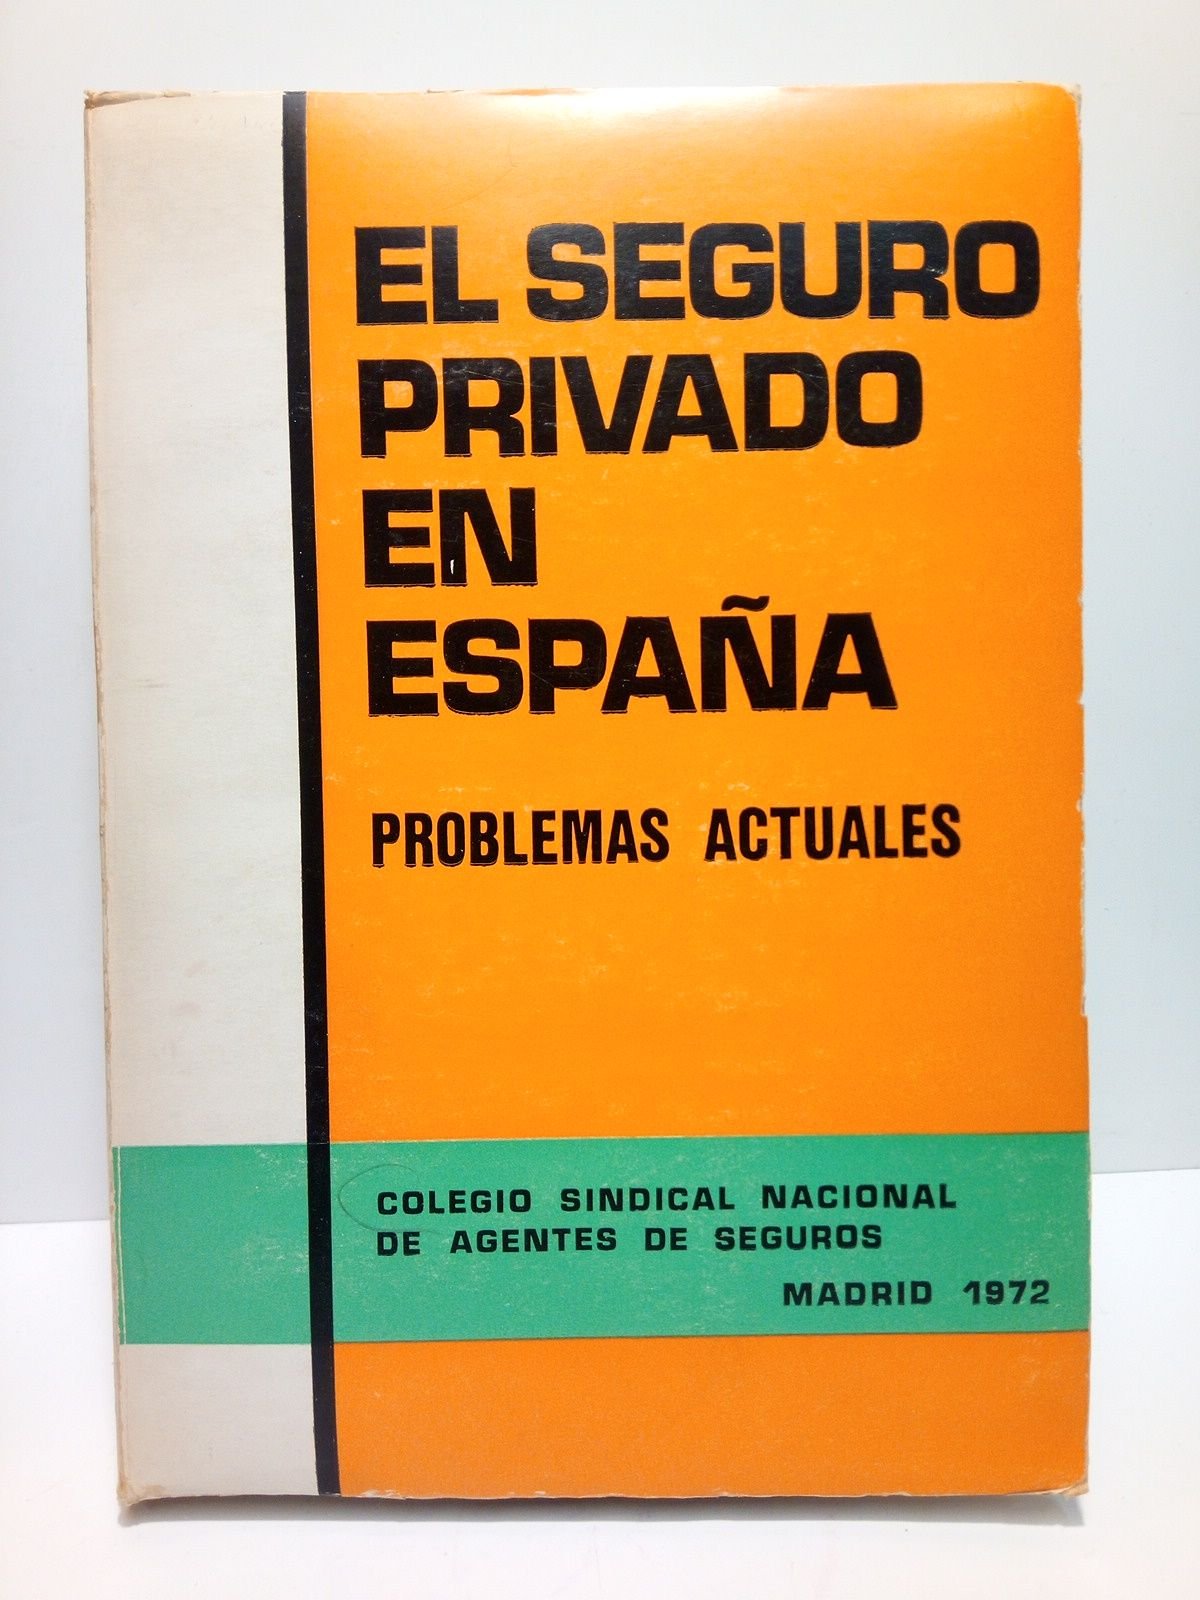 EL SEGURO
PRIVADO
EN
ESPAÑA
PROBLEMAS ACTUALES
COLEGIO SINDICAL NACIONAL
DE AGENTES DE SEGUROS
MADRID 1972